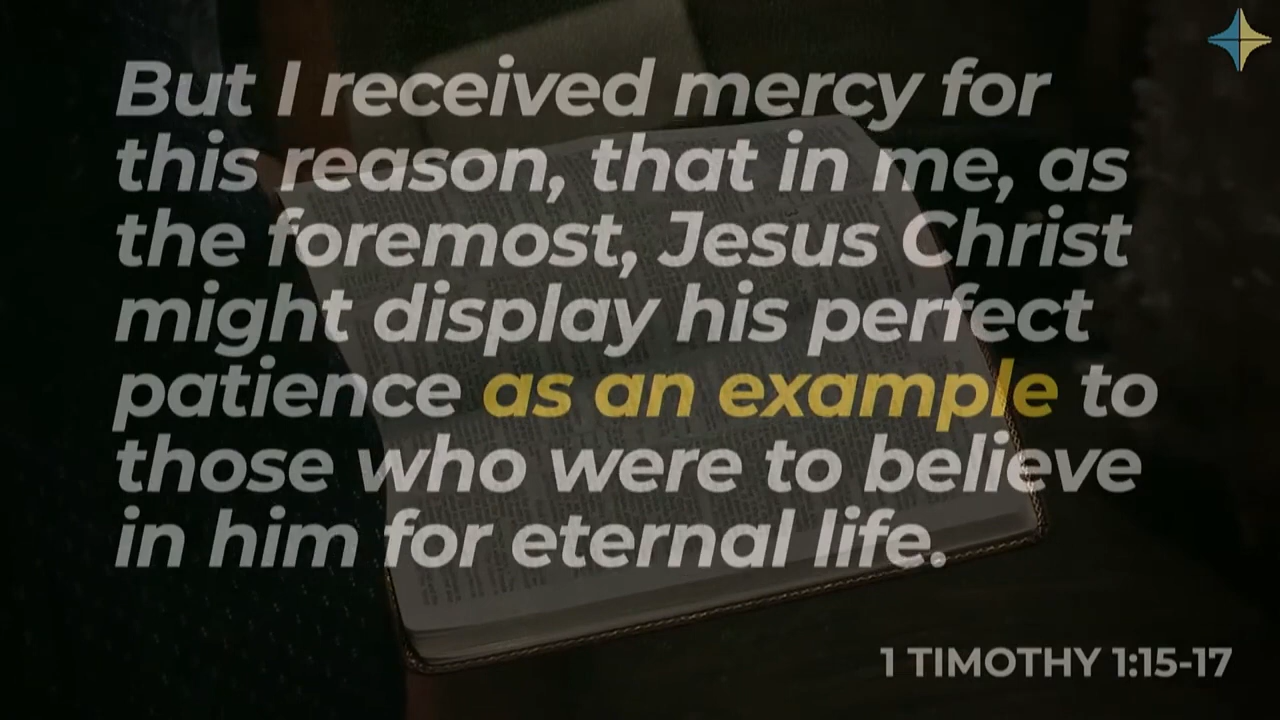 But I received mercy for
this reason, that in me, as
the foremost, Jesus Christ
might display his perfect
patience as an example to
those who were to believe
in him for eternal life.
1 TIMOTHY 1:15-17